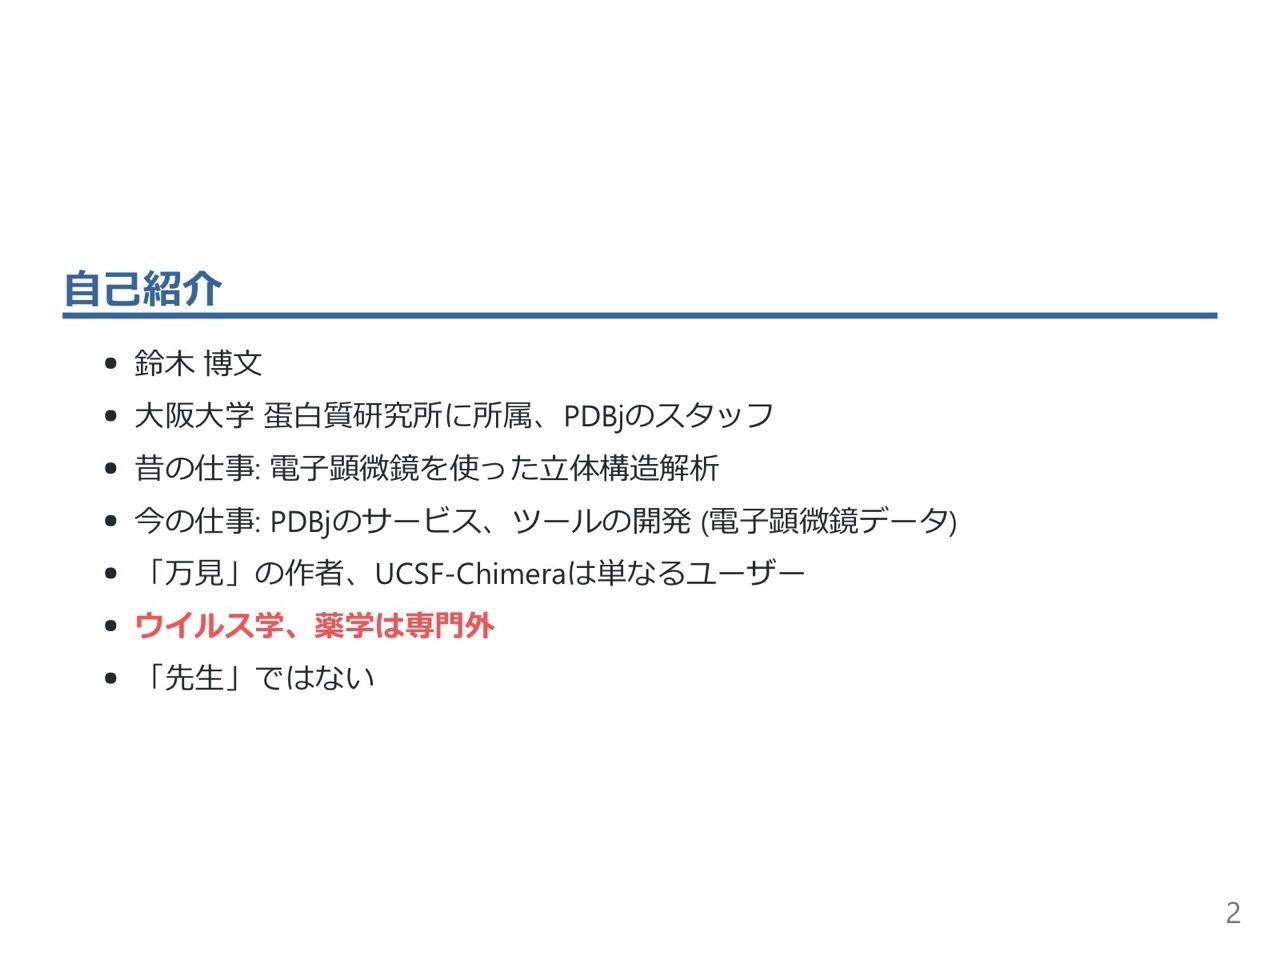 自己紹介
• 鈴木 博文
• 大阪大学 蛋白質研究所に所属、PDBjのスタッフ
• 昔の仕事: 電子顕微鏡を使った立体構造解析
• 今の仕事: PDBjのサービス、ツールの開発 (電子顕微鏡データ)
• 「万見」の作者、UCSF-Chimeraは単なるユーザー
• ウイルス学、薬学は専門外
• 「先生」ではない
2